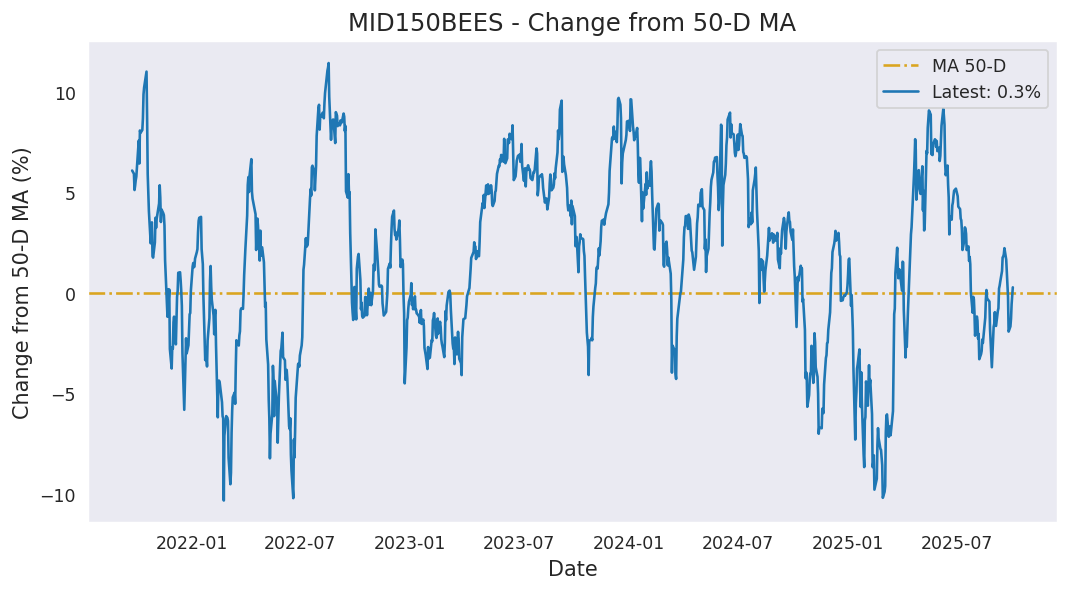 MID150BEES - Change from 50-D MA
MA 50-D
Latest: 0.3%
Change from 50-D MA (%)
10
5
0
−5
−10
2022-01 2022-07 2023-01 2023-07 2024-01 2024-07 2025-01 2025-07
Date